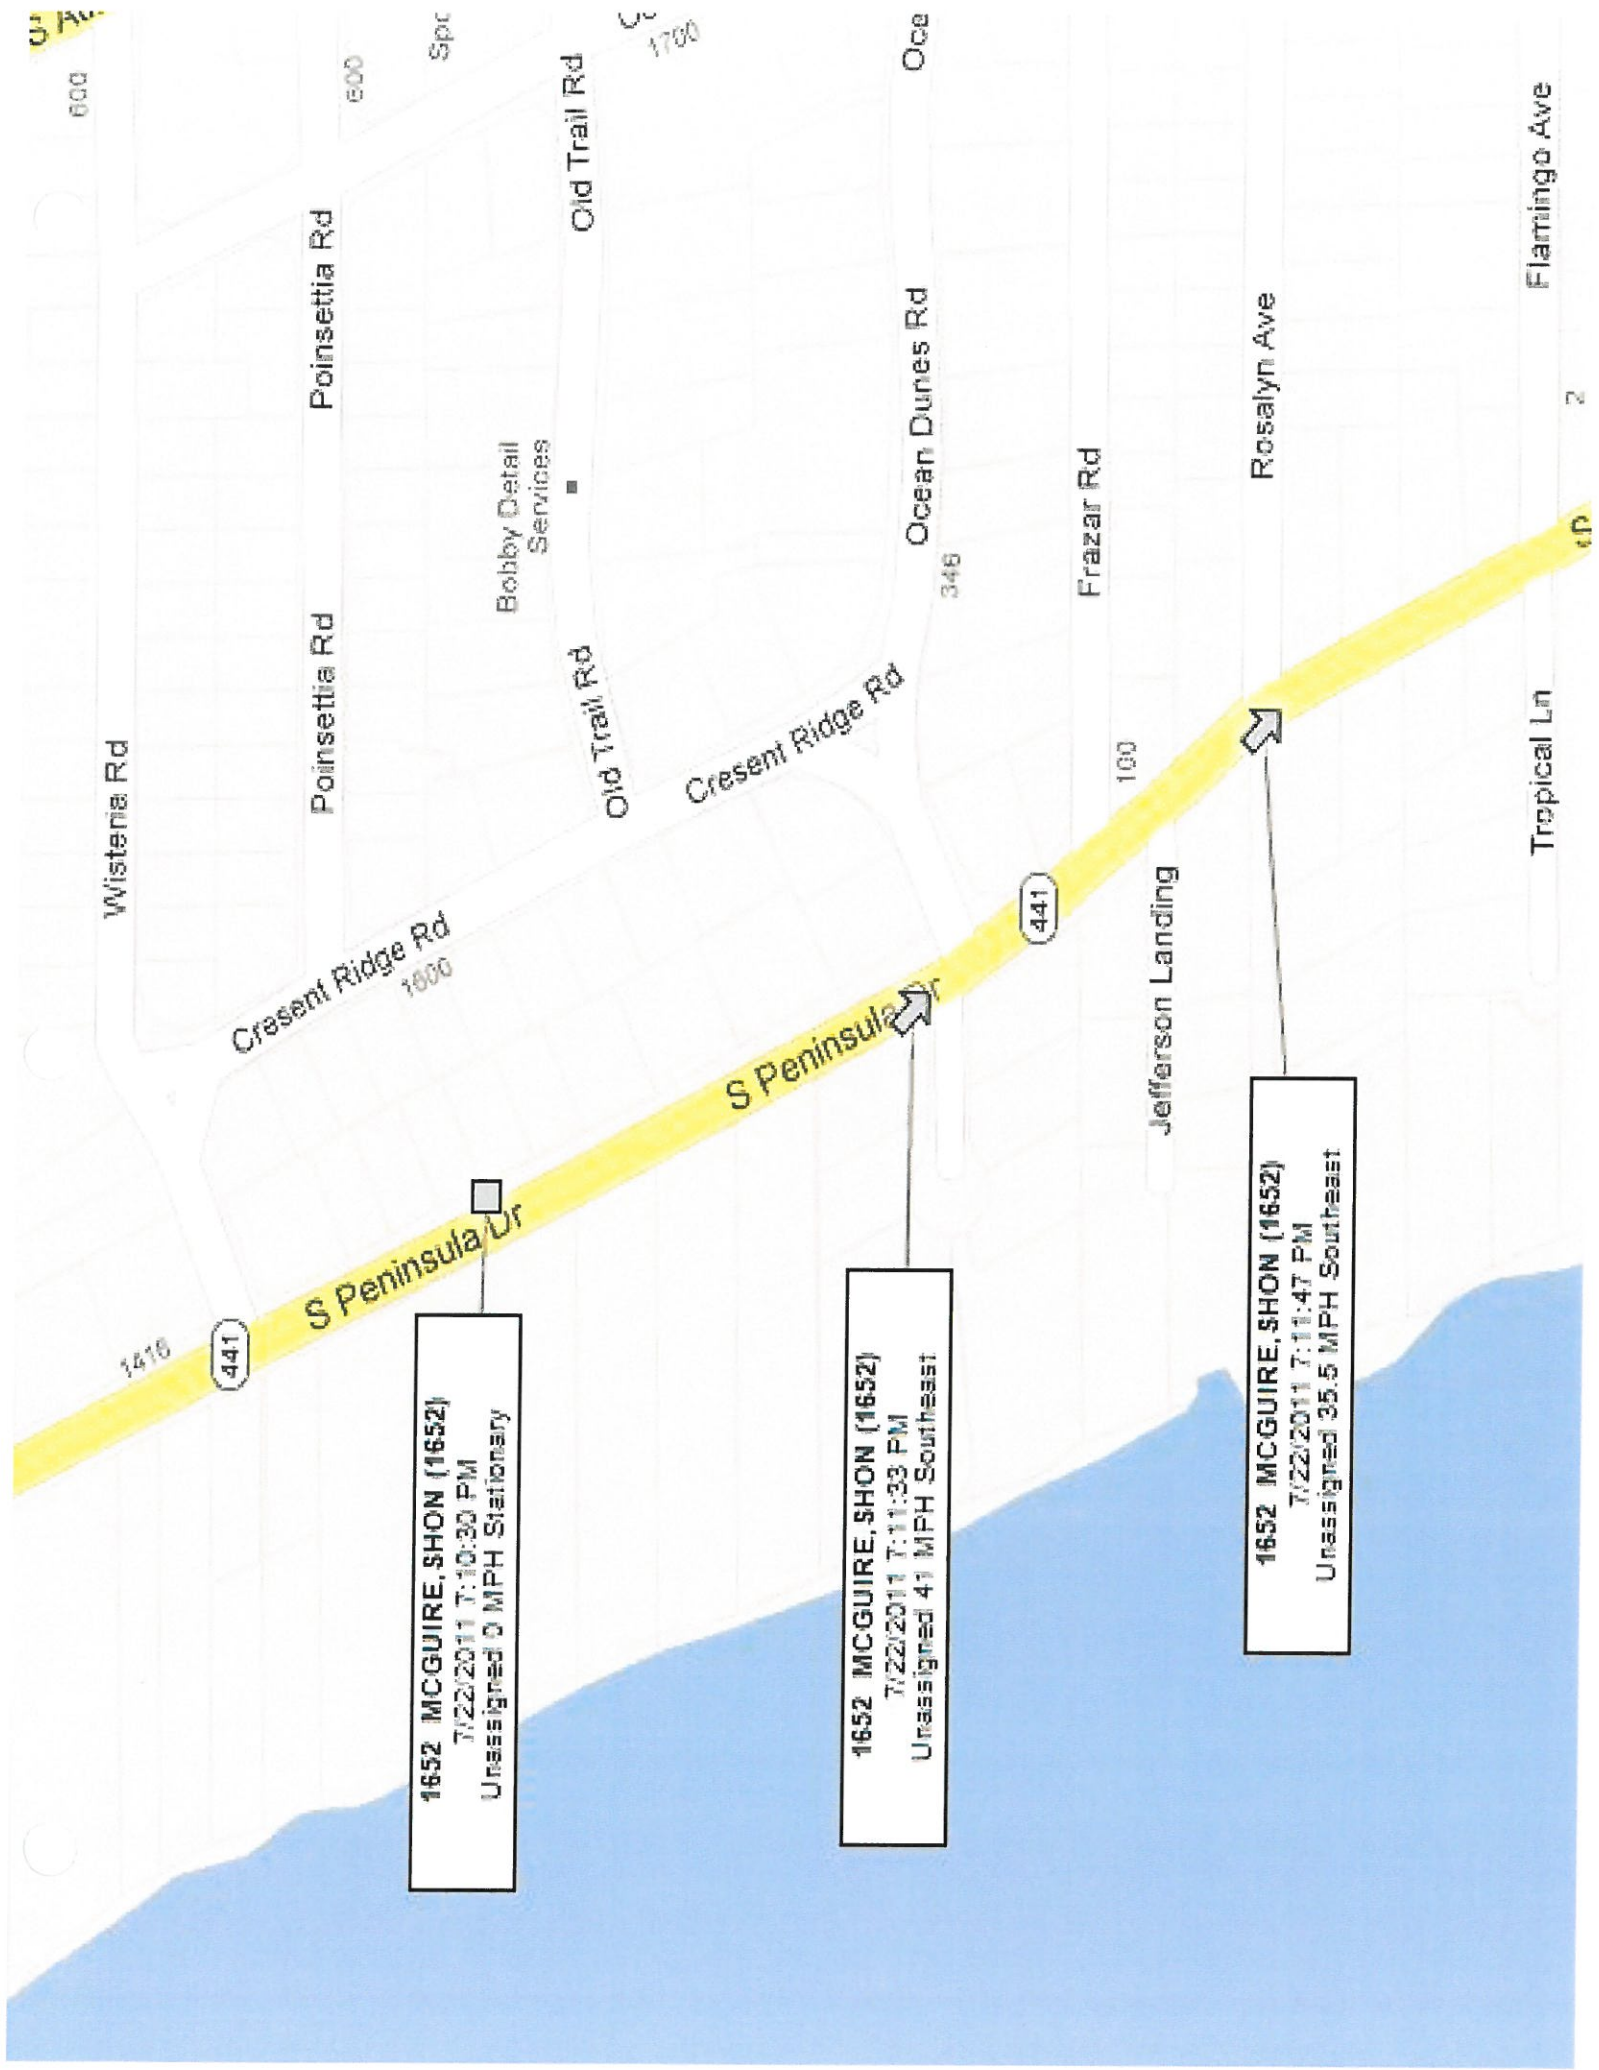 600
Wisteria Rd
1416
441
600
Poinsettia Rd
Poinsettia Rd
Cresent Ridge Rd
1600
S Peninsula Dr
Old Trail Rd
1700
Bobby Detail
Services
Old Trail Rd
Cresent Ridge Rd
S Peninsula Dr
Oce
Ocean Dunes Rd
346
Frazar Rd
100
441
Jefferson Landing
Rosalyn Ave
Flamingo Ave
2
Tropical Ln
1652 MCGUIRE, SHON (1652)
7/22/2011 7:10:30 PM
Unassigned 0 MPH Stationary
1652 MCGUIRE, SHON (1652)
7/22/2011 7:11:33 PM
Unassigned 41 MPH Southeast
1652 MCGUIRE, SHON (1652)
7/22/2011 7:11:47 PM
Unassigned 35.5 MPH Southeast